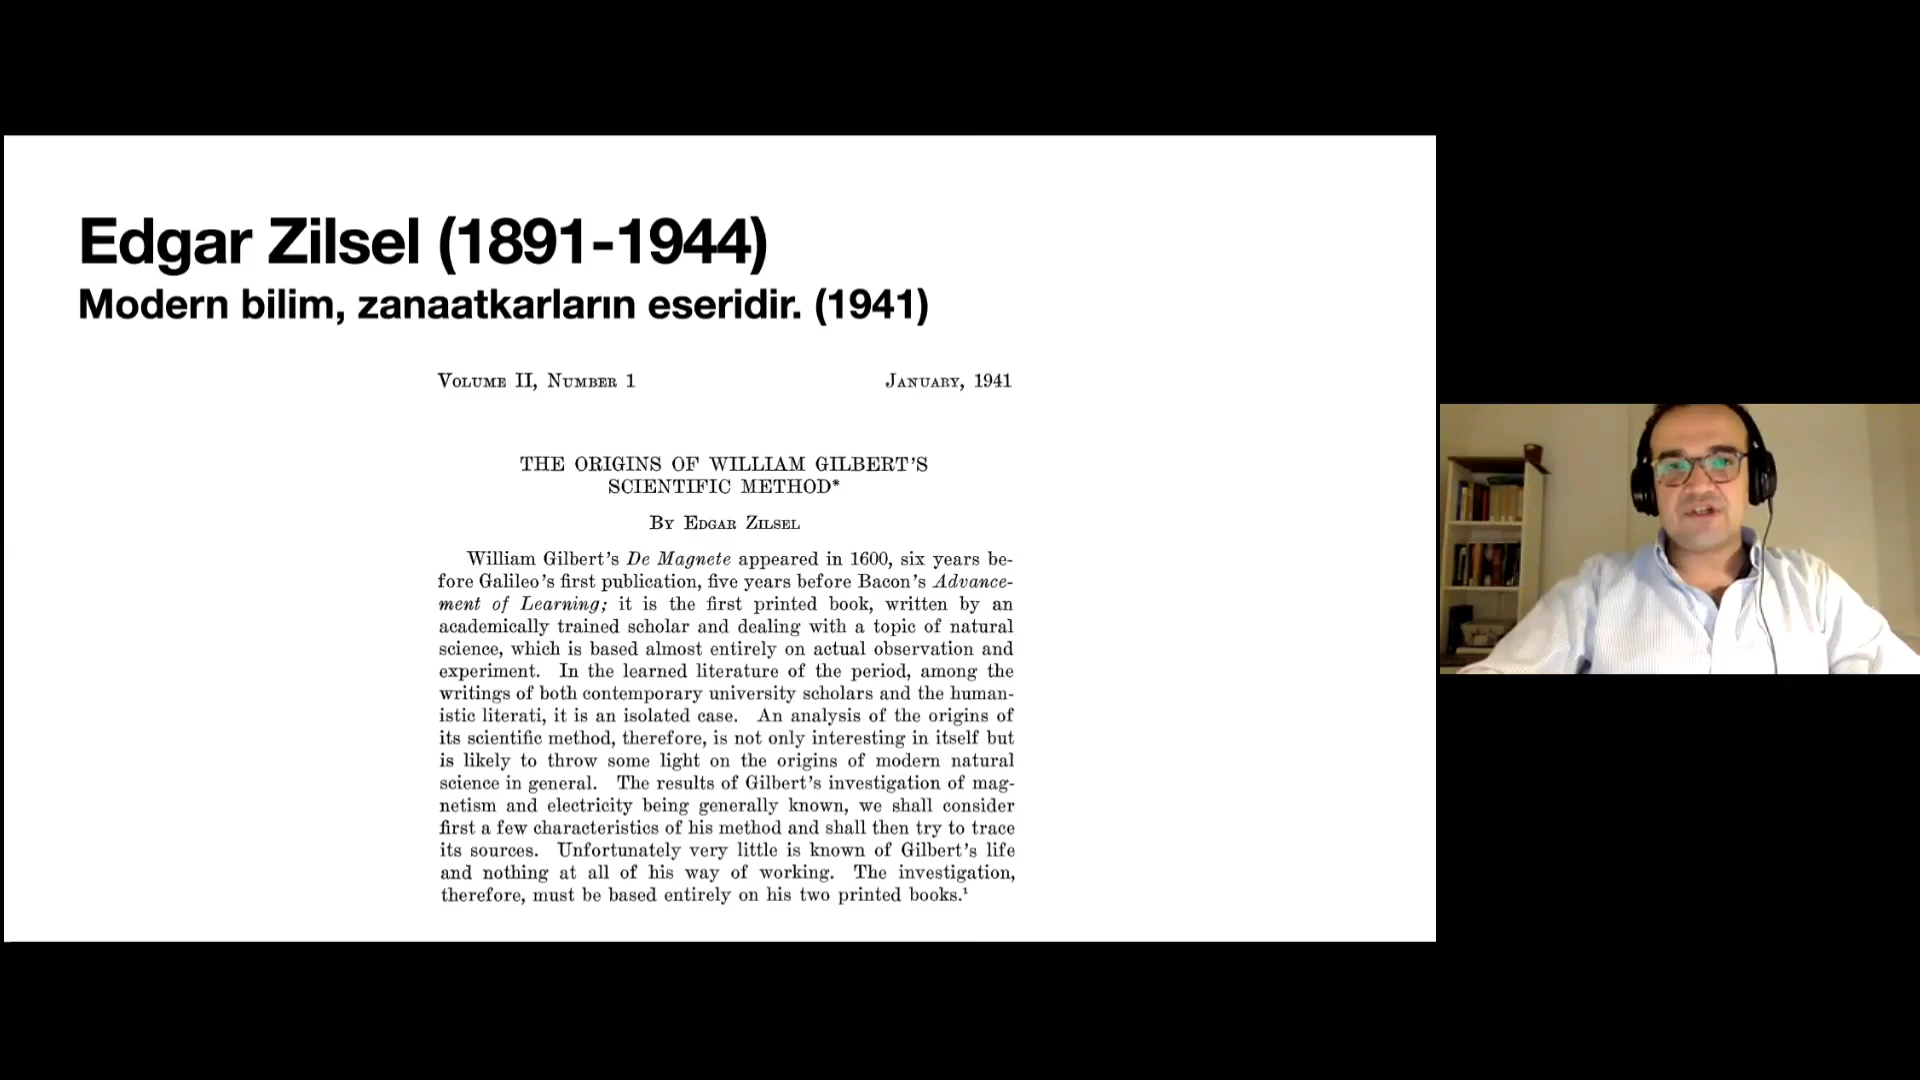 Edgar Zilsel (1891-1944)
Modern bilim, zanaatkarların eseridir. (1941)
Volume II, Number 1 January, 1941
THE ORIGINS OF WILLIAM GILBERT'S
SCIENTIFIC METHOD*
By Edgar Zilsel
William Gilbert's De Magnete appeared in 1600, six years be-
fore Galileo's first publication, five years before Bacon's Advance-
ment of Learning; it is the first printed book, written by an
academically trained scholar and dealing with a topic of natural
science, which is based almost entirely on actual observation and
experiment. In the learned literature of the period, among the
writings of both contemporary university scholars and the human-
istic literati, it is an isolated case. An analysis of the origins of
its scientific method, therefore, is not only interesting in itself but
is likely to throw some light on the origins of modern natural
science in general. The results of Gilbert's investigation of mag-
netism and electricity being generally known, we shall consider
first a few characteristics of his method and shall then try to trace
its sources. Unfortunately very little is known of Gilbert's life
and nothing at all of his way of working. The investigation,
therefore, must be based entirely on his two printed books.¹